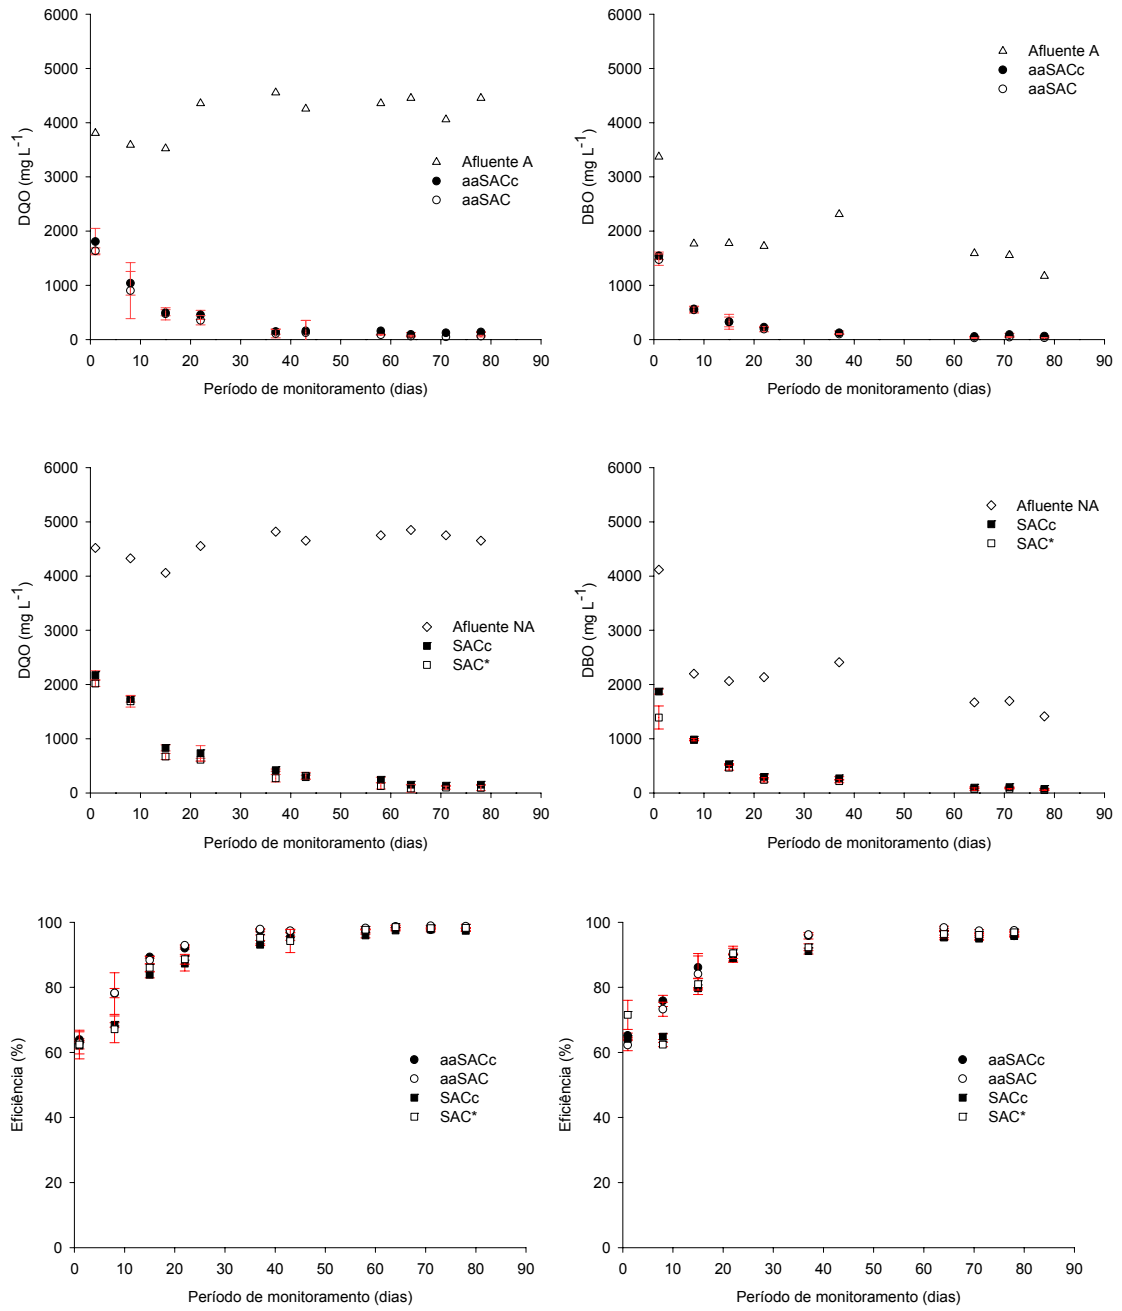 6000
5000
4000
3000
2000
1000
0
DQO (mg L-1)
Afluente A
aaSACc
aaSAC
0 10 20 30 40 50 60 70 80 90
Período de monitoramento (dias)
6000
5000
4000
3000
2000
1000
0
DBO (mg L-1)
Afluente A
aaSACc
aaSAC
0 10 20 30 40 50 60 70 80 90
Período de monitoramento (dias)
6000
5000
4000
3000
2000
1000
0
DQO (mg L-1)
Afluente NA
SACc
SAC*
0 10 20 30 40 50 60 70 80 90
Período de monitoramento (dias)
6000
5000
4000
3000
2000
1000
0
DBO (mg L-1)
Afluente NA
SACc
SAC*
0 10 20 30 40 50 60 70 80 90
Período de monitoramento (dias)
100
80
60
40
20
0
Eficiência (%)
aaSACc
aaSAC
SACc
SAC*
0 10 20 30 40 50 60 70 80 90
Período de monitoramento (dias)
100
80
60
40
20
0
Eficiência (%)
aaSACc
aaSAC
SACc
SAC*
0 10 20 30 40 50 60 70 80 90
Período de monitoramento (dias)